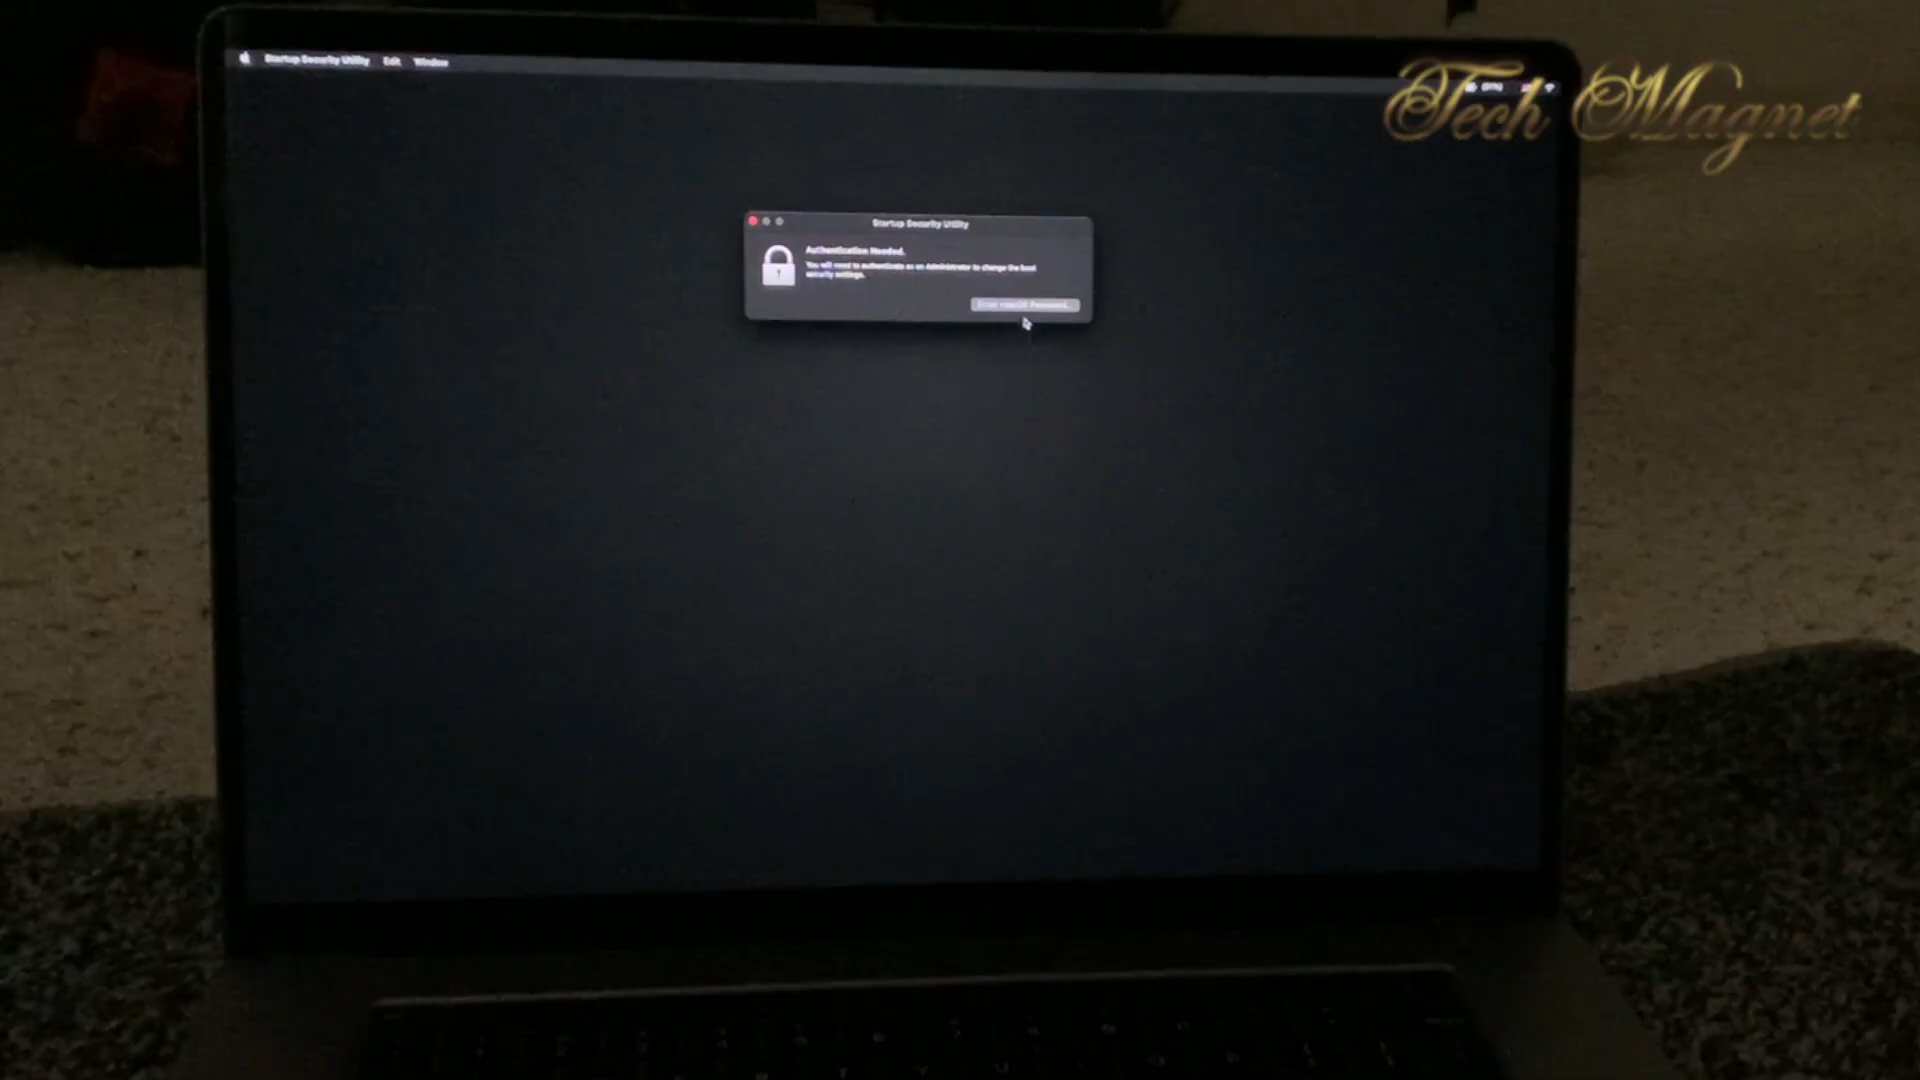 Startup Security Utility Edit Window
Tech Magnet
Startup Security Utility
Authentication Needed.
You will need to authenticate as an Administrator to change the boot
security settings.
Enter macOS Password...